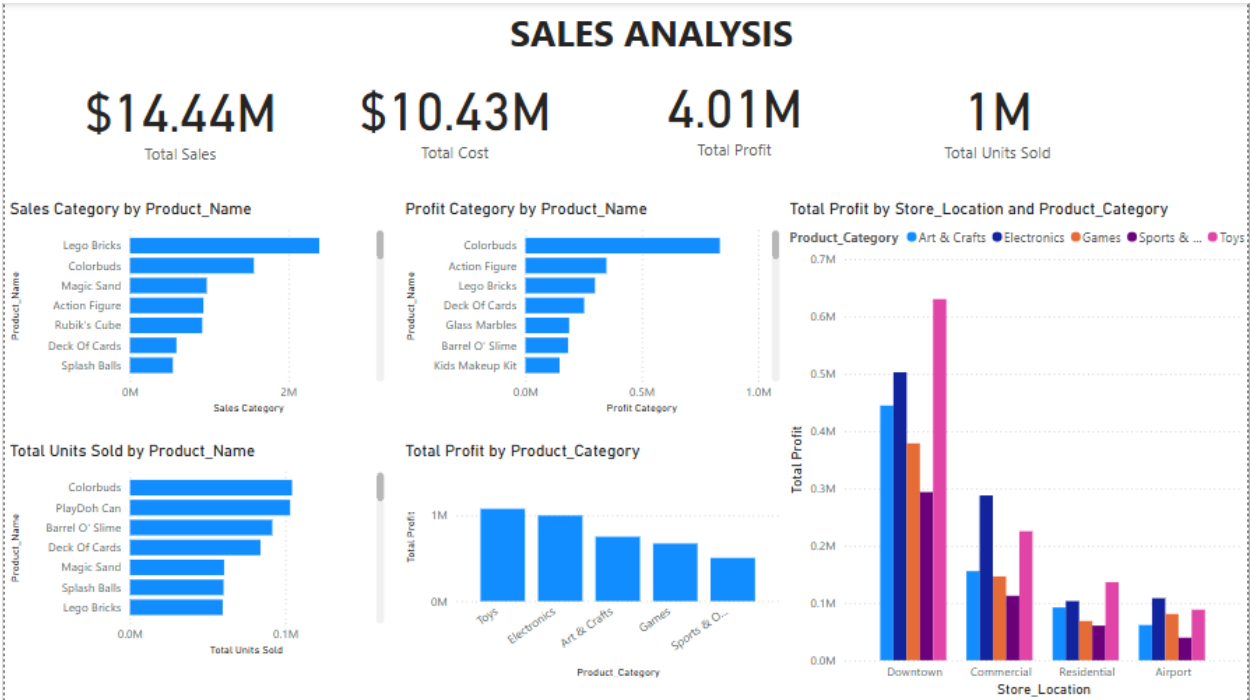 SALES ANALYSIS
$14.44M
Total Sales
$10.43M
Total Cost
4.01M
Total Profit
1M
Total Units Sold
Sales Category by Product_Name
Product_Name
Lego Bricks
Colorbuds
Magic Sand
Action Figure
Rubik's Cube
Deck Of Cards
Splash Balls
0M
2M
Sales Category
Profit Category by Product_Name
Product_Name
Colorbuds
Action Figure
Lego Bricks
Deck Of Cards
Glass Marbles
Barrel O' Slime
Kids Makeup Kit
0.0M
0.5M
1.0M
Profit Category
Total Profit by Store_Location and Product_Category
Product_Category Art & Crafts Electronics Games Sports & ... Toys
Total Profit
0.7M
0.6M
0.5M
0.4M
0.3M
0.2M
0.1M
0.0M
Downtown
Commercial
Residential
Airport
Store_Location
Total Units Sold by Product_Name
Product_Name
Colorbuds
PlayDoh Can
Barrel O' Slime
Deck Of Cards
Magic Sand
Splash Balls
Lego Bricks
0.0M
0.1M
Total Units Sold
Total Profit by Product_Category
Total Profit
1M
0M
Toys
Electronics
Art & Crafts
Games
Sports & O...
Product_Category